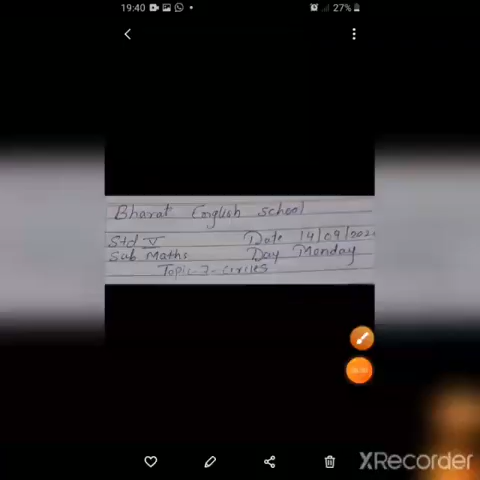 19:40 27%
Bharat English school
Std V Date 14/09/202
Sub Maths Day Monday
Topic-7-circles
XRecorder